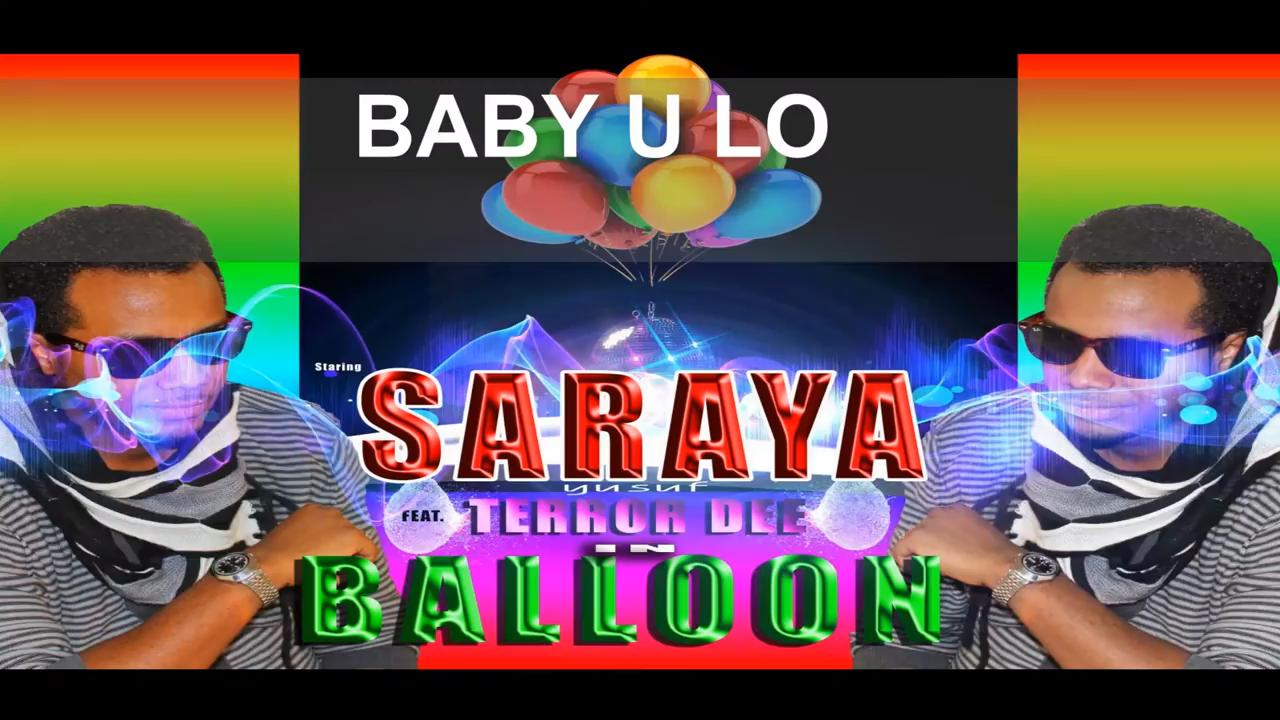 BABY U LO
Staring
SARAYA
yusuf
FEAT. TERROR DEE
IN
BALLOON